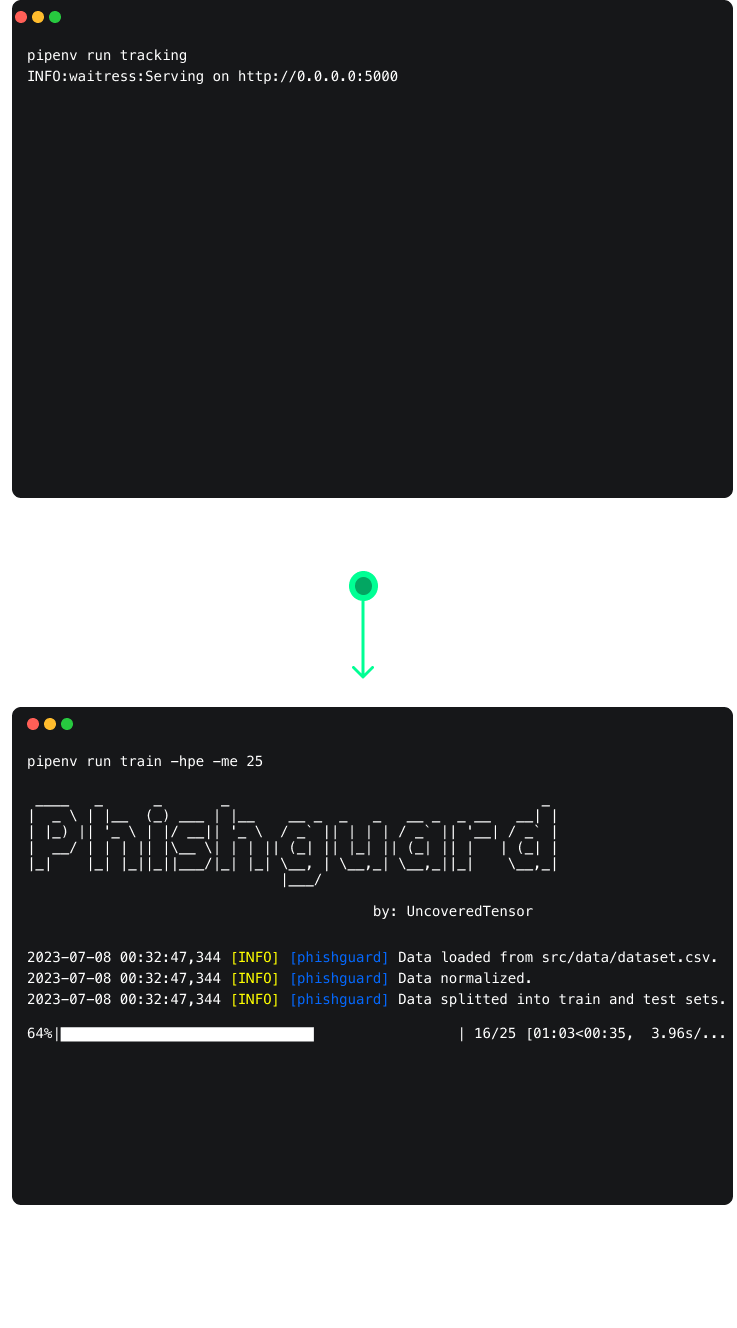 pipenv run tracking
INFO:waitress:Serving on http://0.0.0.0:5000
pipenv run train -hpe -me 25
Phishguard
by: UncoveredTensor
2023-07-08 00:32:47,344 [INFO] [phishguard] Data loaded from src/data/dataset.csv.
2023-07-08 00:32:47,344 [INFO] [phishguard] Data normalized.
2023-07-08 00:32:47,344 [INFO] [phishguard] Data splitted into train and test sets.
64%| | 16/25 [01:03<00:35, 3.96s/...